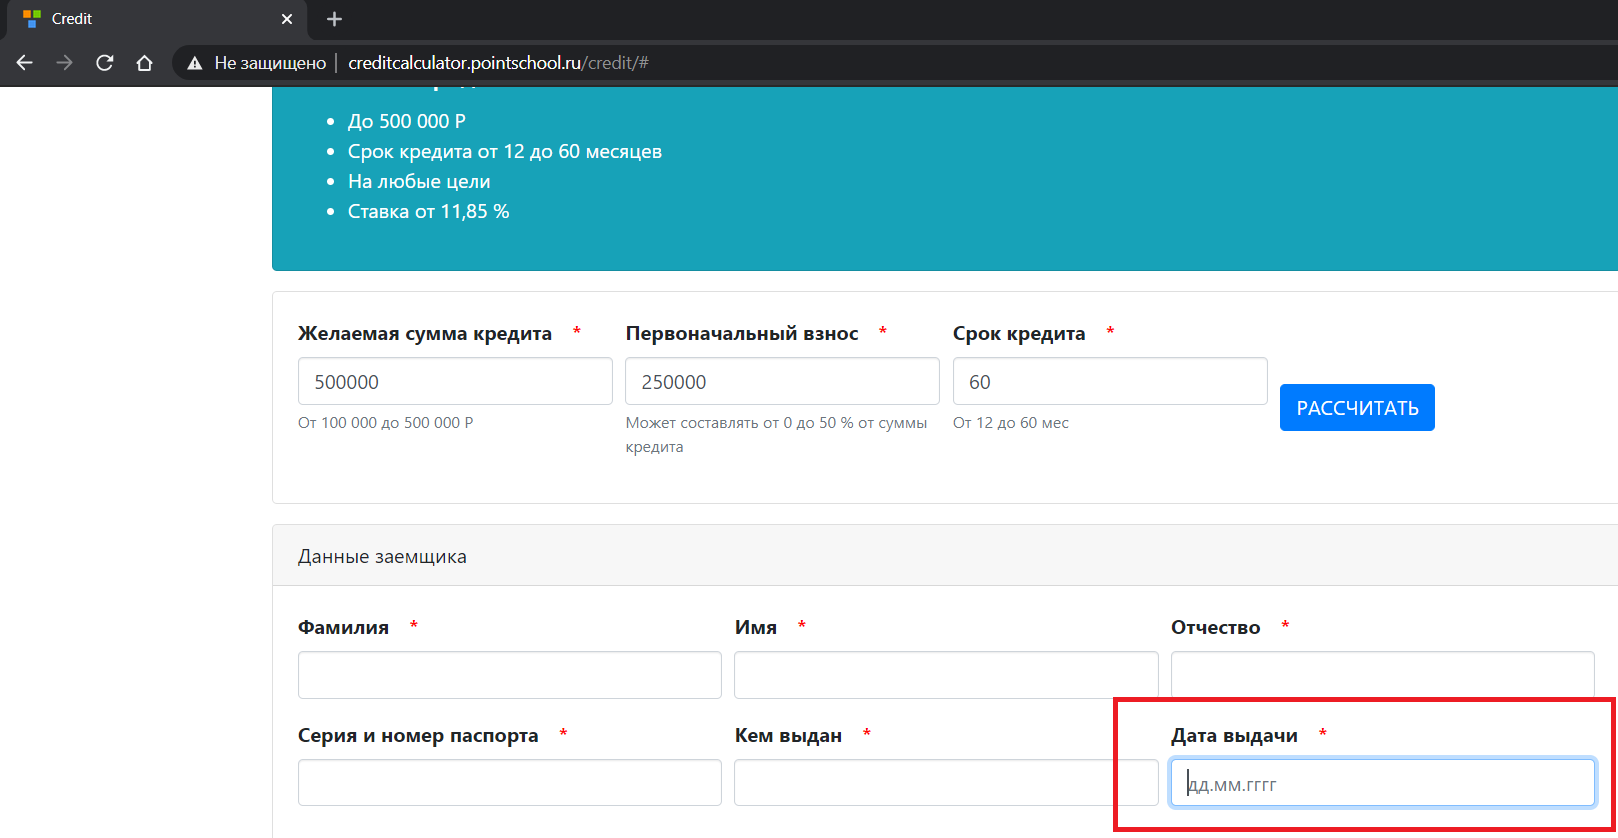 Credit
Не защищено
creditcalculator.pointschool.ru/credit/#
До 500 000 Р
Срок кредита от 12 до 60 месяцев
На любые цели
Ставка от 11,85 %
Желаемая сумма кредита * Первоначальный взнос * Срок кредита *
500000 250000 60
РАССЧИТАТЬ
От 100 000 до 500 000 Р Может составлять от 0 до 50 % от суммы От 12 до 60 мес
кредита
Данные заемщика
Фамилия * Имя * Отчество *
Серия и номер паспорта * Кем выдан * Дата выдачи *
дд.мм.гггг